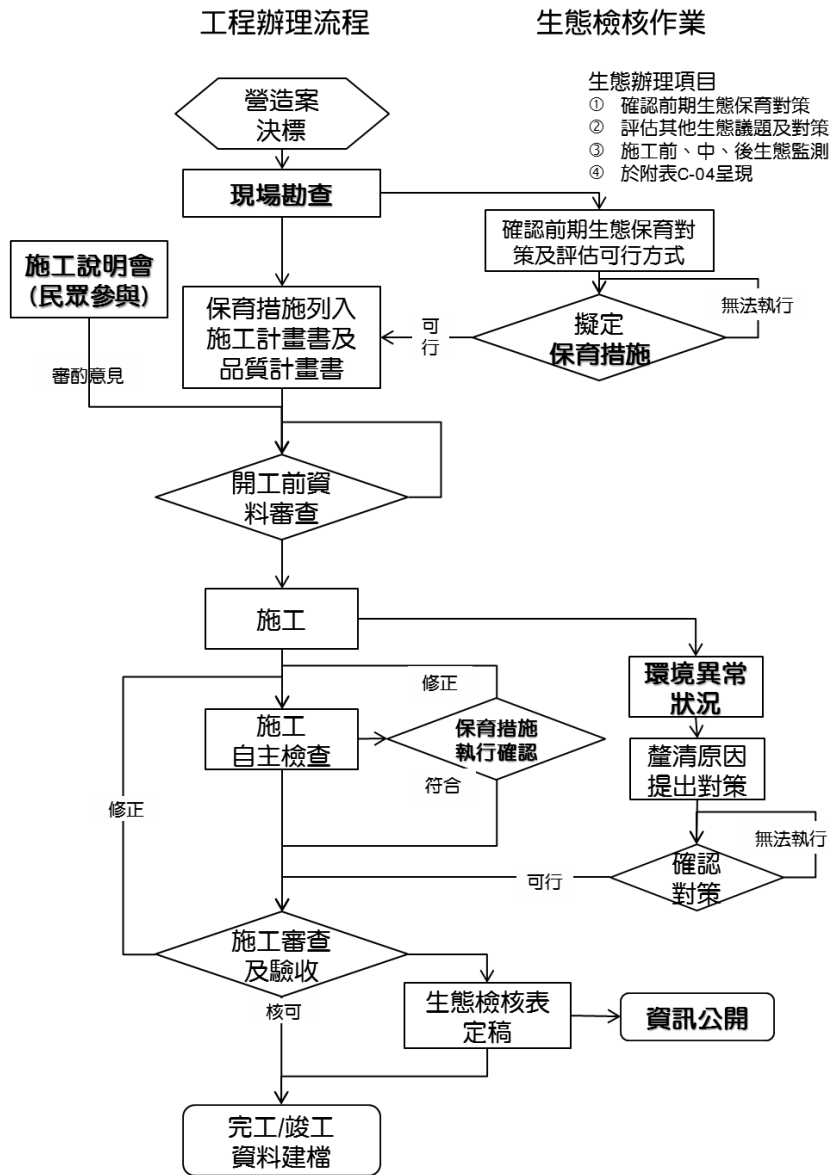 工程辦理流程
生態檢核作業
生態辦理項目
① 確認前期生態保育對策
② 評估其他生態議題及對策
③ 施工前、中、後生態監測
④ 於附表C-04呈現
營造案
決標
現場勘查
確認前期生態保育對
策及評估可行方式
施工說明會
(民眾參與)
保育措施列入
施工計畫書及
品質計畫書
可
行
擬定
保育措施
無法執行
審酌意見
開工前資
料審查
施工
環境異常
狀況
修正
施工
自主檢查
保育措施
執行確認
釐清原因
提出對策
符合
修正
無法執行
確認
對策
可行
施工審查
及驗收
核可
生態檢核表
定稿
資訊公開
完工/竣工
資料建檔